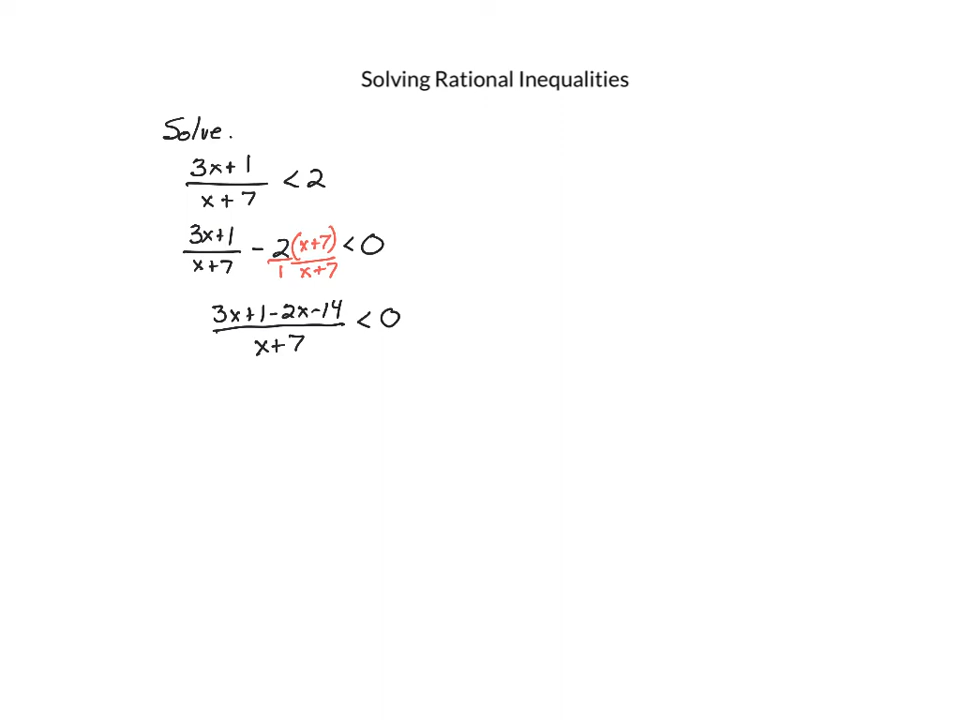 Solving Rational Inequalities
Solve.
(3x+1)/(x+7) < 2
(3x+1)/(x+7) - 2/1 (x+7)/(x+7) < 0
(3x+1-2x-14)/(x+7) < 0